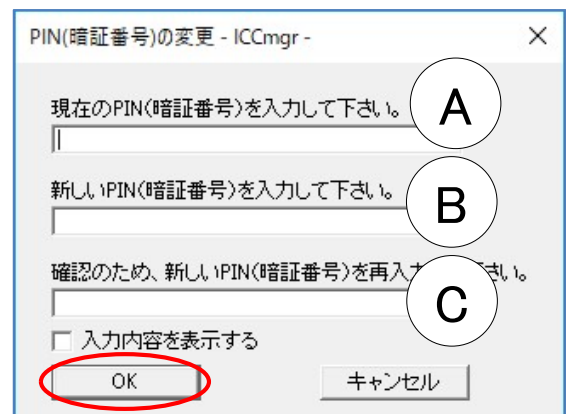 PIN(暗証番号)の変更 - ICCmgr -
現在のPIN(暗証番号)を入力して下さい。
A
新しいPIN(暗証番号)を入力して下さい。
B
確認のため、新しいPIN(暗証番号)を再入 さい。
C
入力内容を表示する
OK キャンセル